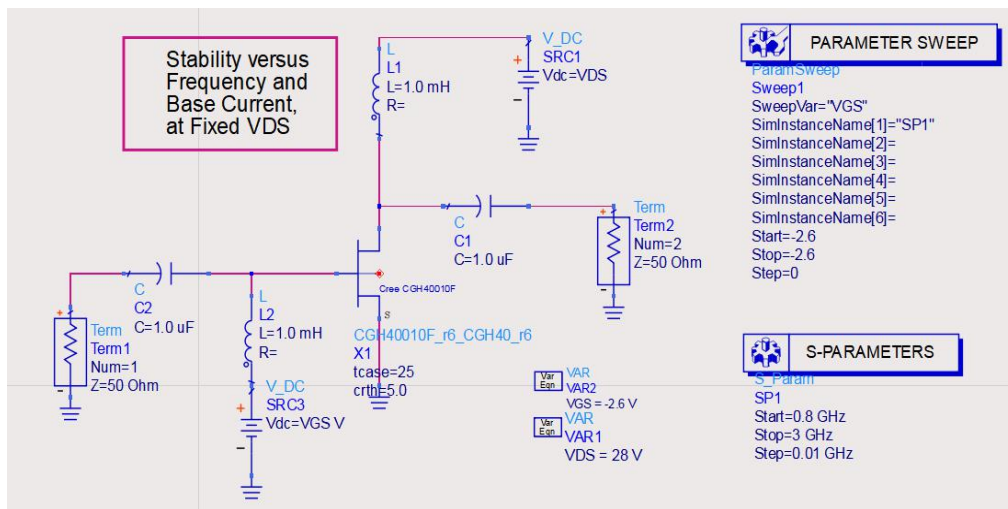 Stability versus
Frequency and
Base Current,
at Fixed VDS
L
L1
L=1.0 mH
R=
+
V_DC
SRC1
Vdc=VDS
-
PARAMETER SWEEP
ParamSweep
Sweep1
SweepVar="VGS"
SimInstanceName[1]="SP1"
SimInstanceName[2]=
SimInstanceName[3]=
SimInstanceName[4]=
SimInstanceName[5]=
SimInstanceName[6]=
Start=-2.6
Stop=-2.6
Step=0
C
C1
C=1.0 uF
+
Term
Term2
Num=2
Z=50 Ohm
-
Cree CGH40010F
S
C
C2
C=1.0 uF
+
Term
Term1
Num=1
Z=50 Ohm
-
L
L2
L=1.0 mH
R=
+
V_DC
SRC3
Vdc=VGS V
-
CGH40010F_r6_CGH40_r6
X1
tcase=25
crth=5.0
Var
Eqn
VAR
VAR2
VGS = -2.6 V
Var
Eqn
VAR
VAR1
VDS = 28 V
S-PARAMETERS
S_Param
SP1
Start=0.8 GHz
Stop=3 GHz
Step=0.01 GHz